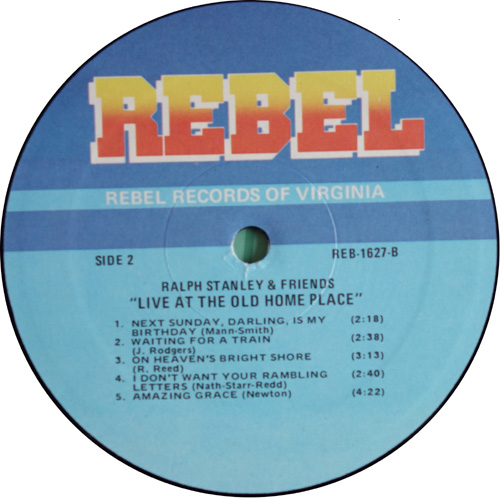 REBEL
REBEL RECORDS OF VIRGINIA
SIDE 2 REB-1627-B
RALPH STANLEY & FRIENDS
"LIVE AT THE OLD HOME PLACE"
1. NEXT SUNDAY, DARLING, IS MY (2:18)
BIRTHDAY (Mann-Smith)
2. WAITING FOR A TRAIN (2:38)
(J. Rodgers)
3. ON HEAVEN'S BRIGHT SHORE (3:13)
(R. Reed)
4. I DON'T WANT YOUR RAMBLING (2:40)
LETTERS (Nath-Starr-Redd)
5. AMAZING GRACE (Newton) (4:22)